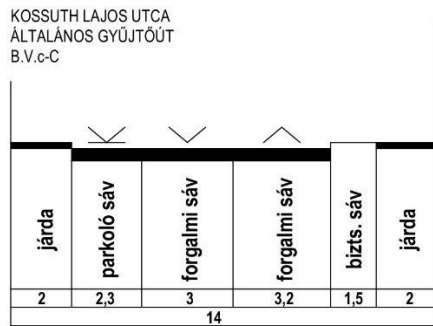 KOSSUTH LAJOS UTCA
ÁLTALÁNOS GYŰJTŐÚT
B.V.c-C
járda
parkoló sáv
forgalmi sáv
forgalmi sáv
bizts. sáv
járda
2 2,3 3 3,2 1,5 2
14